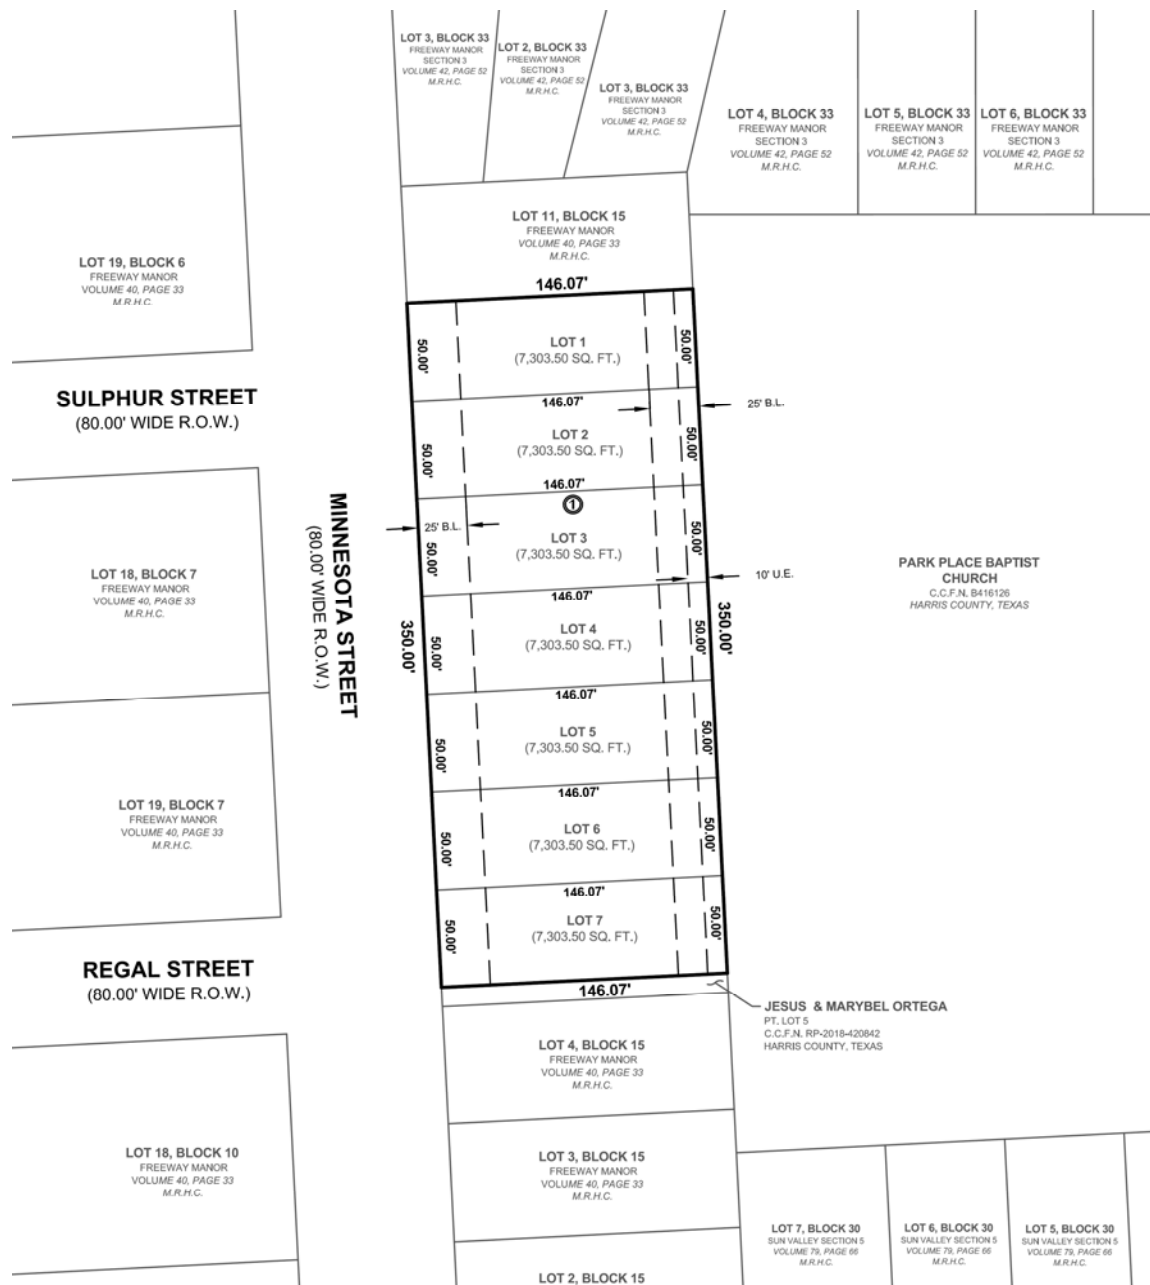 LOT 3, BLOCK 33
FREEWAY MANOR
SECTION 3
VOLUME 42, PAGE 52
M.R.H.C.
LOT 2, BLOCK 33
FREEWAY MANOR
SECTION 3
VOLUME 42, PAGE 52
M.R.H.C.
LOT 3, BLOCK 33
FREEWAY MANOR
SECTION 3
VOLUME 42, PAGE 52
M.R.H.C.
LOT 4, BLOCK 33
FREEWAY MANOR
SECTION 3
VOLUME 42, PAGE 52
M.R.H.C.
LOT 5, BLOCK 33
FREEWAY MANOR
SECTION 3
VOLUME 42, PAGE 52
M.R.H.C.
LOT 6, BLOCK 33
FREEWAY MANOR
SECTION 3
VOLUME 42, PAGE 52
M.R.H.C.
LOT 11, BLOCK 15
FREEWAY MANOR
VOLUME 40, PAGE 33
M.R.H.C.
LOT 19, BLOCK 6
FREEWAY MANOR
VOLUME 40, PAGE 33
M.R.H.C.
146.07'
50.00'
LOT 1
(7,303.50 SQ. FT.)
50.00'
SULPHUR STREET
(80.00' WIDE R.O.W.)
146.07'
25' B.L.
50.00'
LOT 2
(7,303.50 SQ. FT.)
50.00'
146.07'
1
MINNESOTA STREET
(80.00' WIDE R.O.W.)
25' B.L.
50.00'
LOT 3
(7,303.50 SQ. FT.)
50.00'
10' U.E.
PARK PLACE BAPTIST
CHURCH
C.C.F.N. B416126
HARRIS COUNTY, TEXAS
LOT 18, BLOCK 7
FREEWAY MANOR
VOLUME 40, PAGE 33
M.R.H.C.
146.07'
350.00'
50.00'
LOT 4
(7,303.50 SQ. FT.)
50.00'
350.00'
146.07'
50.00'
LOT 5
(7,303.50 SQ. FT.)
50.00'
LOT 19, BLOCK 7
FREEWAY MANOR
VOLUME 40, PAGE 33
M.R.H.C.
146.07'
50.00'
LOT 6
(7,303.50 SQ. FT.)
50.00'
146.07'
50.00'
LOT 7
(7,303.50 SQ. FT.)
50.00'
REGAL STREET
(80.00' WIDE R.O.W.)
146.07'
JESUS & MARYBEL ORTEGA
PT. LOT 5
C.C.F.N. RP-2018-420842
HARRIS COUNTY, TEXAS
LOT 4, BLOCK 15
FREEWAY MANOR
VOLUME 40, PAGE 33
M.R.H.C.
LOT 18, BLOCK 10
FREEWAY MANOR
VOLUME 40, PAGE 33
M.R.H.C.
LOT 3, BLOCK 15
FREEWAY MANOR
VOLUME 40, PAGE 33
M.R.H.C.
LOT 7, BLOCK 30
SUN VALLEY SECTION 5
VOLUME 79, PAGE 66
M.R.H.C.
LOT 6, BLOCK 30
SUN VALLEY SECTION 5
VOLUME 79, PAGE 66
M.R.H.C.
LOT 5, BLOCK 30
SUN VALLEY SECTION 5
VOLUME 79, PAGE 66
M.R.H.C.
LOT 2, BLOCK 15